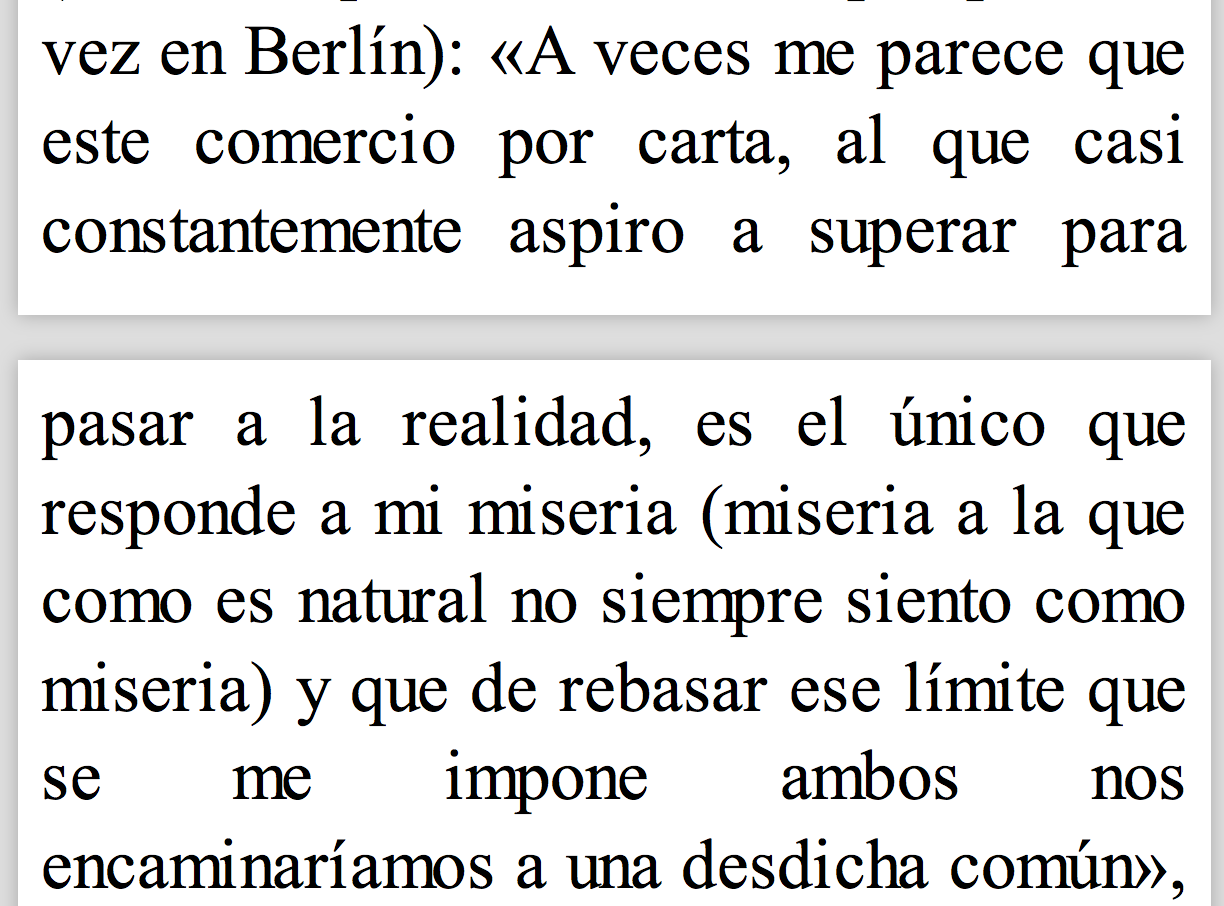 vez en Berlín): «A veces me parece que
este comercio por carta, al que casi
constantemente aspiro a superar para
pasar a la realidad, es el único que
responde a mi miseria (miseria a la que
como es natural no siempre siento como
miseria) y que de rebasar ese límite que
se me impone ambos nos
encaminaríamos a una desdicha común»,